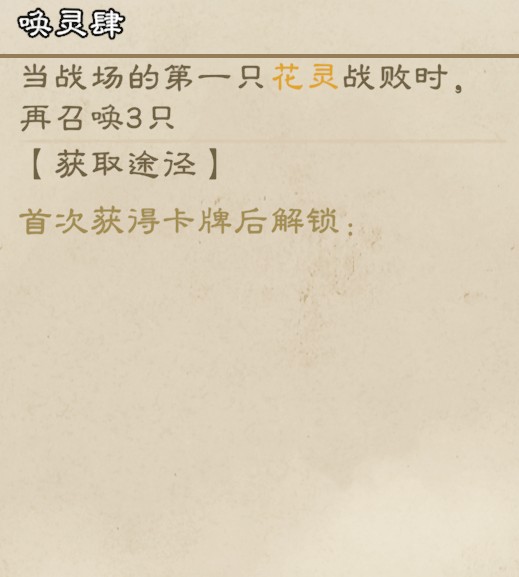 唤灵肆
当战场的第一只花灵战败时，
再召唤3只
【获取途径】
首次获得卡牌后解锁：